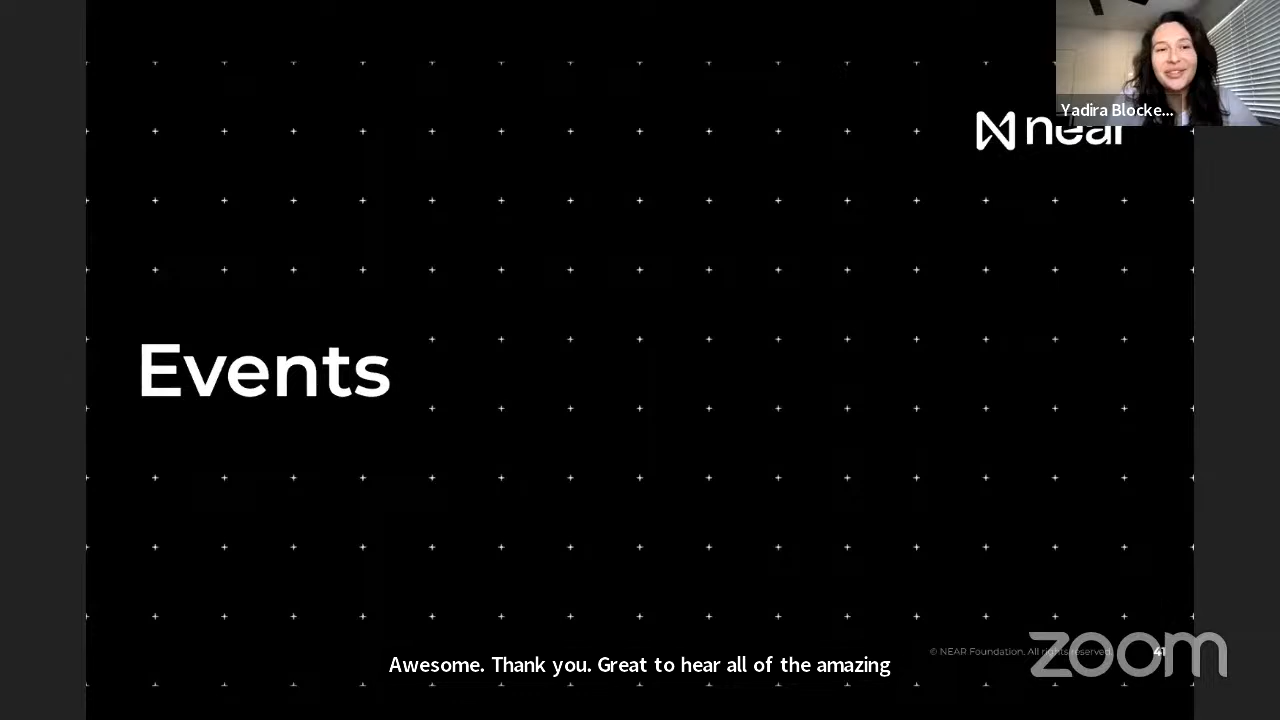 Yadira Blocke...
near
Events
Awesome. Thank you. Great to hear all of the amazing
© NEAR Foundation. All rights reserved.
41
zoom